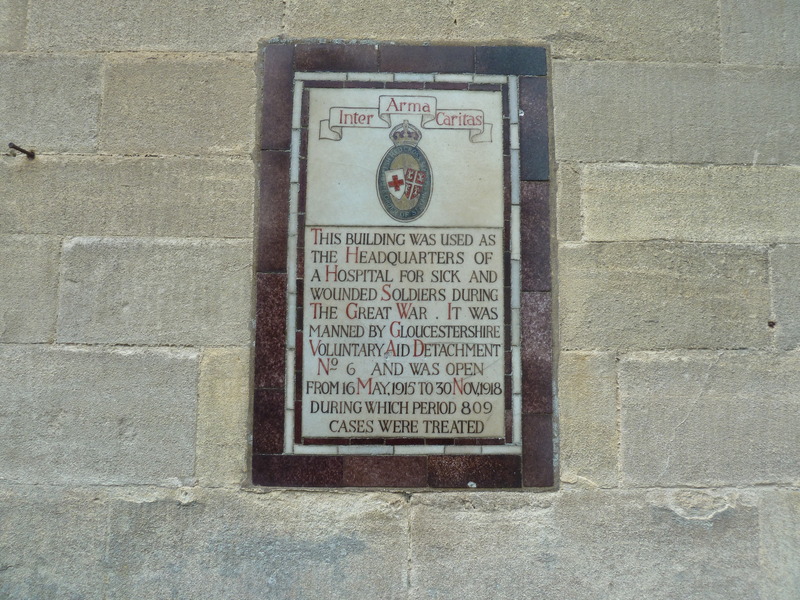 Inter Arma Caritas
THIS BUILDING WAS USED AS
THE HEADQUARTERS OF
A HOSPITAL FOR SICK AND
WOUNDED SOLDIERS DURING
THE GREAT WAR . IT WAS
MANNED BY GLOUCESTERSHIRE
VOLUNTARY AID DETACHMENT
Nº 6 AND WAS OPEN
FROM 16 MAY, 1915 TO 30 NOV, 1918
DURING WHICH PERIOD 809
CASES WERE TREATED